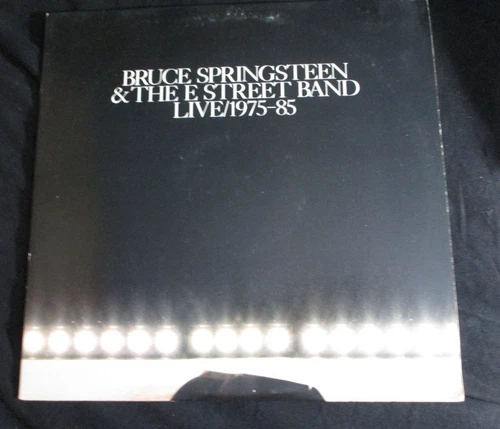 BRUCE SPRINGSTEEN
& THE E STREET BAND
LIVE/1975-85